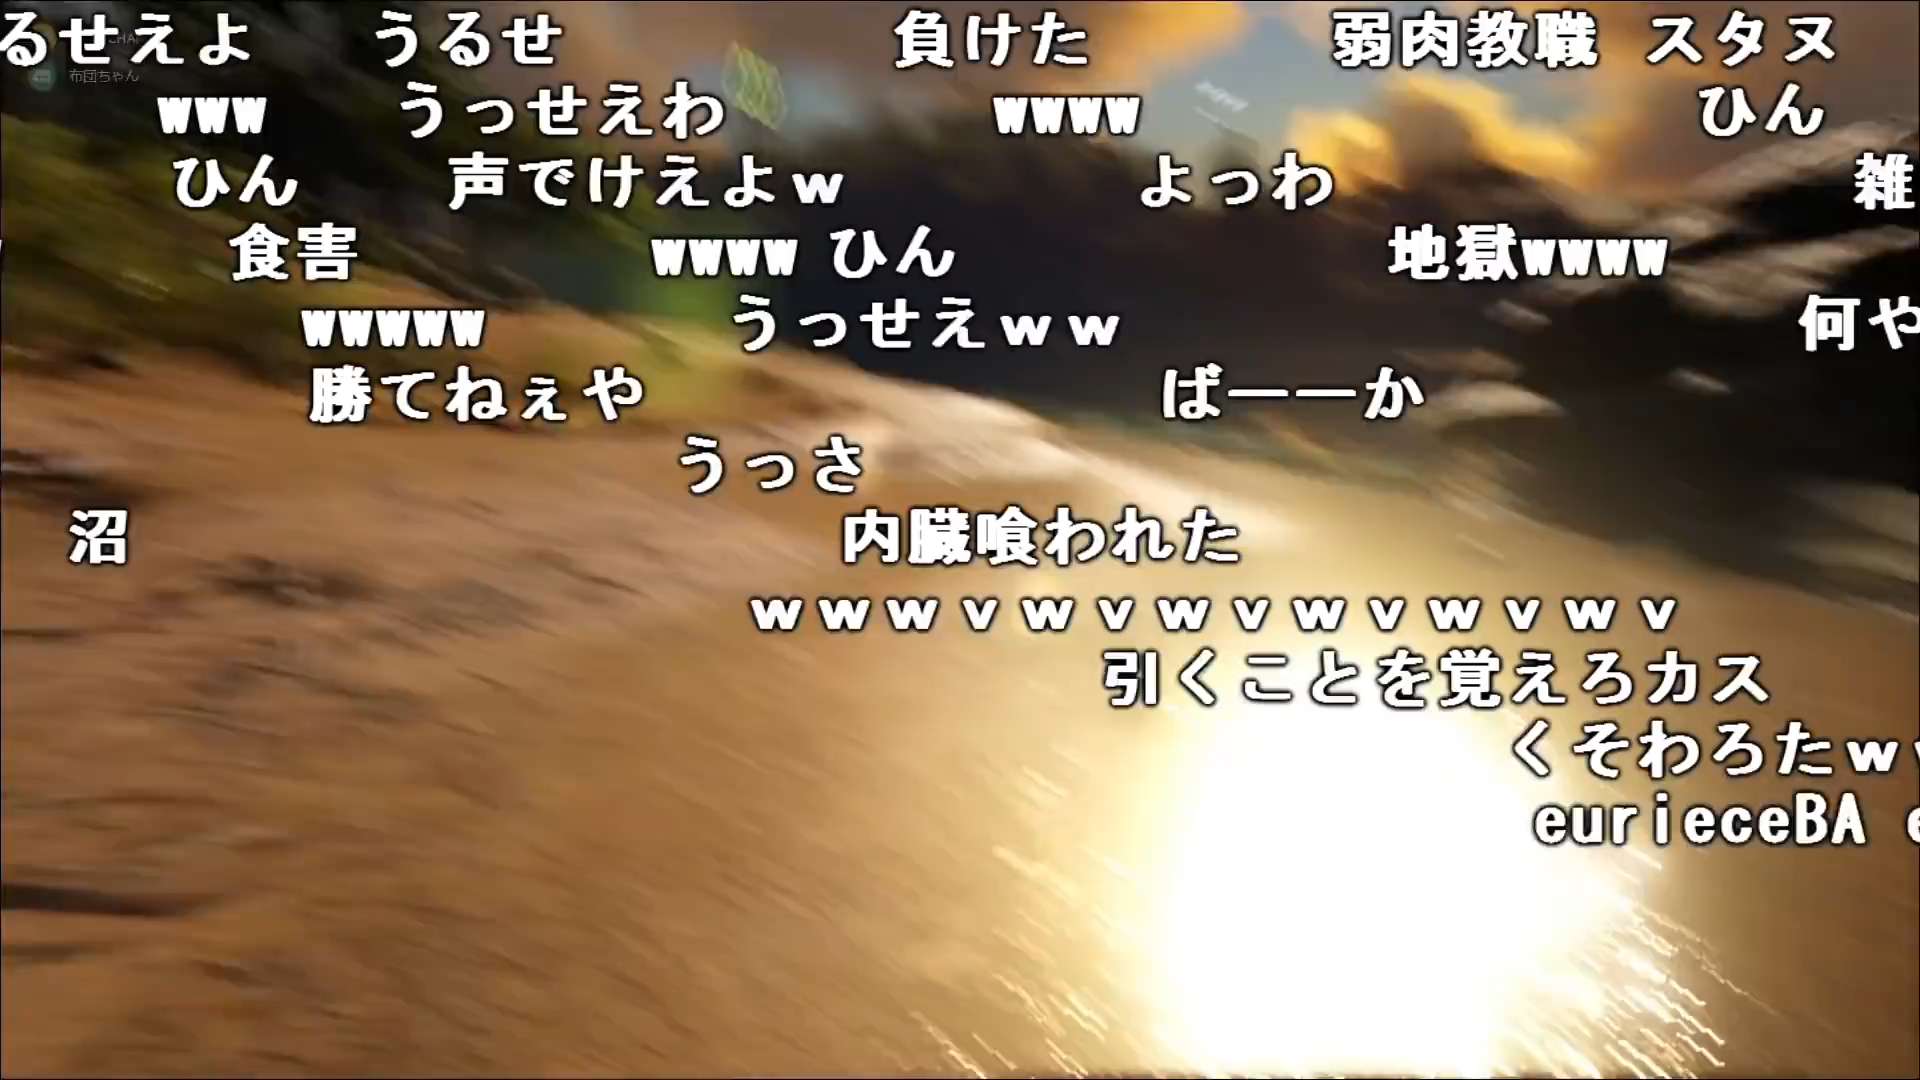 るせえよ うるせ 負けた 弱肉教職 スタヌ
布団ちゃん
www うっせえわ wwww ひん
ひん 声でけえよｗ よっわ 雑
食害 wwww ひん 地獄wwww
wwwww うっせえｗｗ 何や
勝てねぇや ばーーか
うっさ
沼 内臓喰われた
ｗｗｗｖｗｖｗｖｗｖｗｖｗｖ
引くことを覚えろカス
くそわろたｗｗ
eurieceBA e